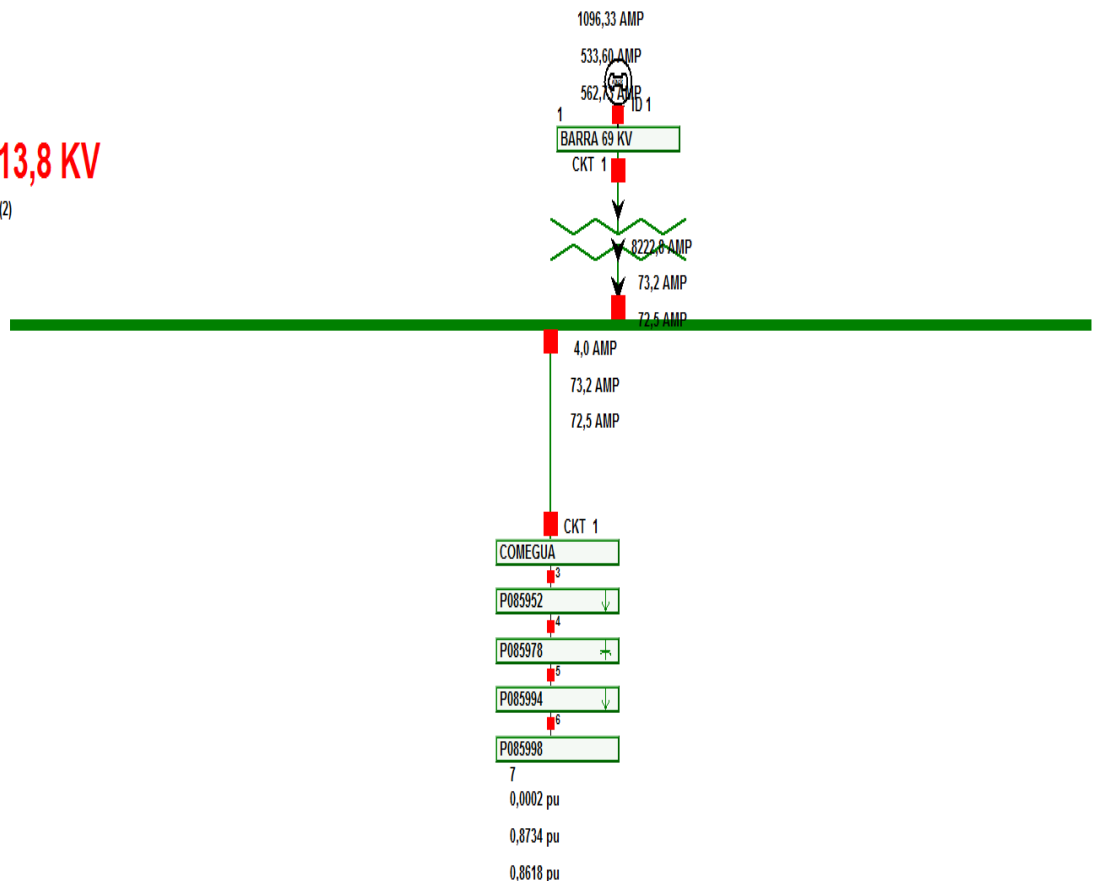 1096,33 AMP
533,60 AMP
562,73 AMP
ID 1
1
BARRA 69 KV
CKT 1
13,8 KV
(2)
8222,8 AMP
73,2 AMP
72,5 AMP
4,0 AMP
73,2 AMP
72,5 AMP
CKT 1
COMEGUA
3
P085952
4
P085978
5
P085994
6
P085998
7
0,0002 pu
0,8734 pu
0,8618 pu